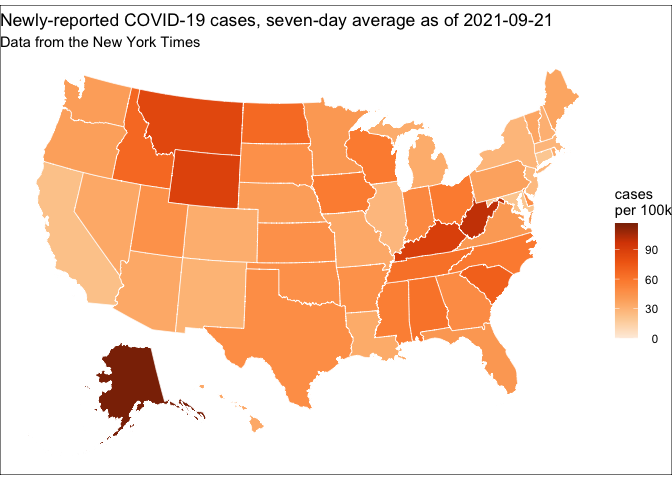 Newly-reported COVID-19 cases, seven-day average as of 2021-09-21
Data from the New York Times
cases
per 100k
90
60
30
0